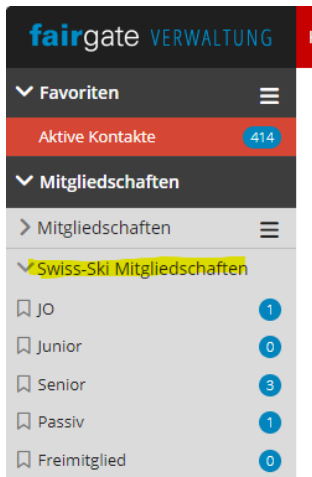 fairgate VERWALTUNG
Favoriten
Aktive Kontakte 414
Mitgliedschaften
Mitgliedschaften
Swiss-Ski Mitgliedschaften
JO 1
Junior 0
Senior 3
Passiv 1
Freimitglied 0